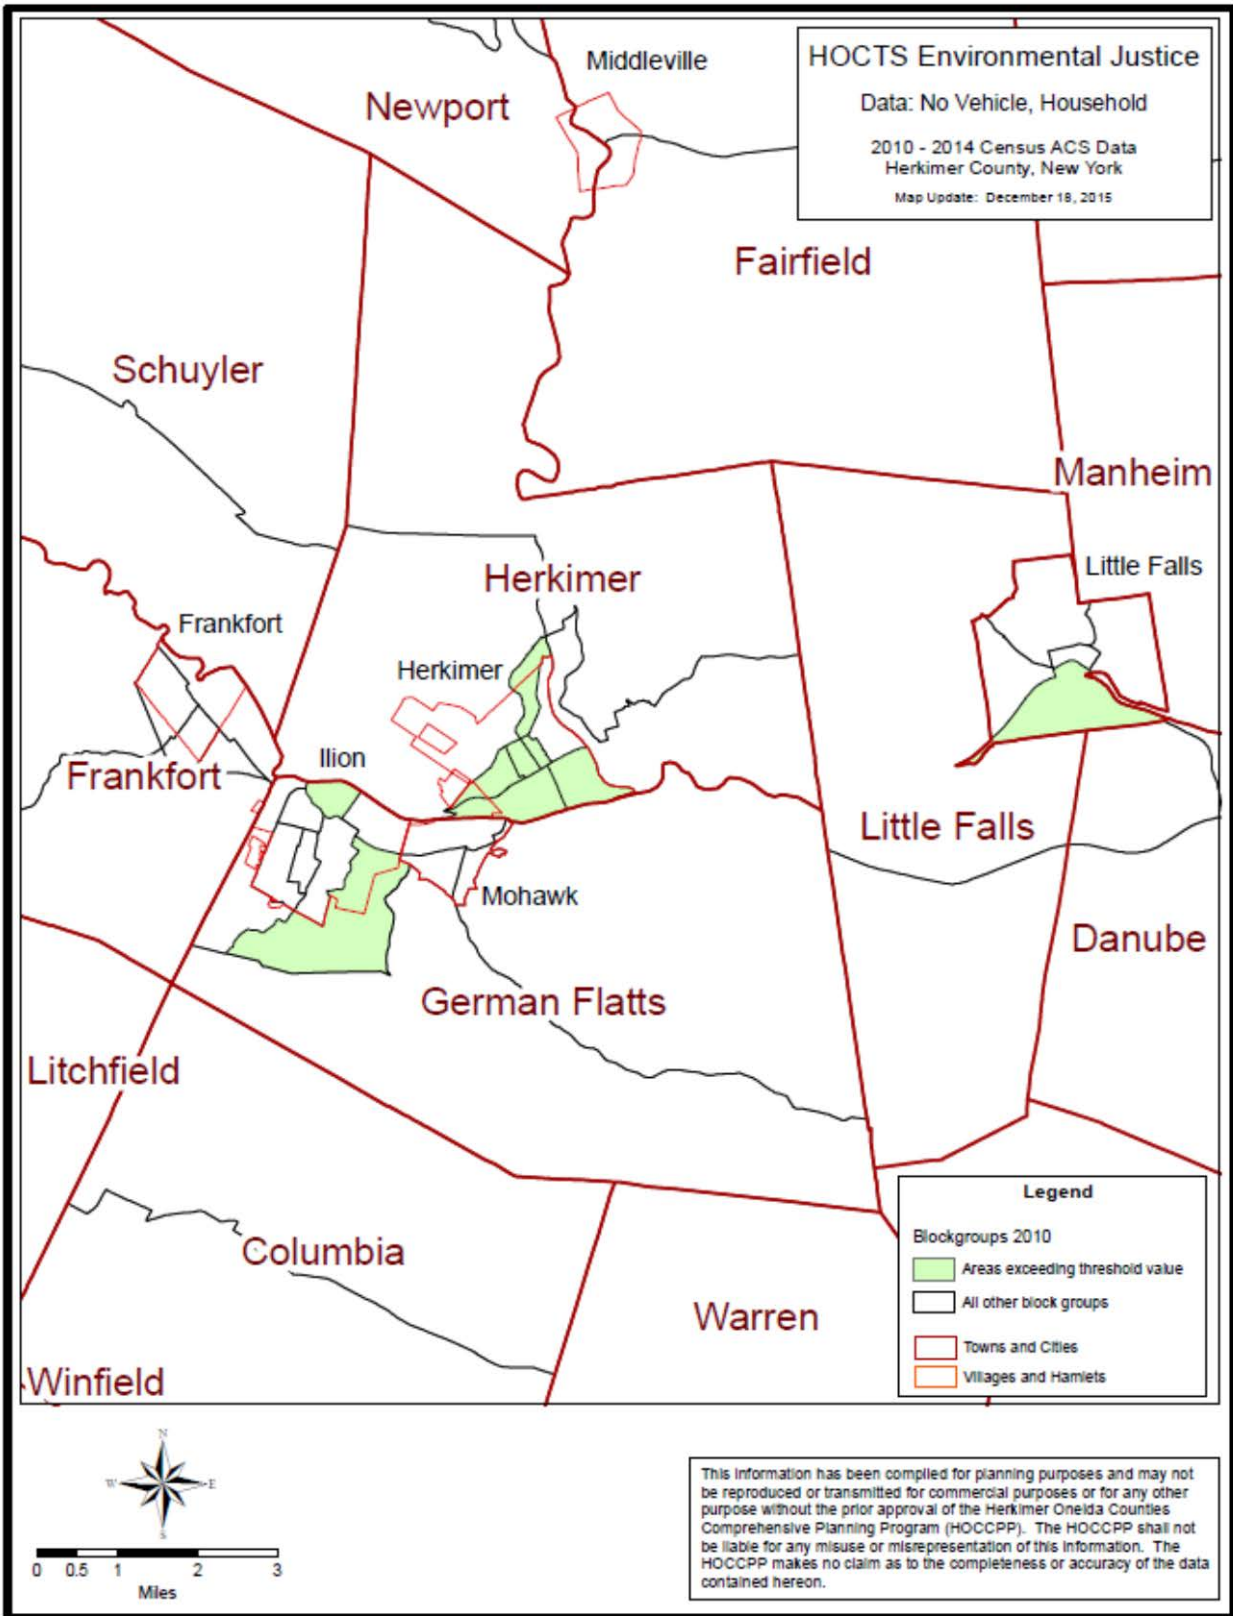 HOCTS Environmental Justice
Data: No Vehicle, Household
2010 - 2014 Census ACS Data
Herkimer County, New York
Map Update: December 18, 2015
Middleville
Newport
Fairfield
Schuyler
Manheim
Little Falls
Herkimer
Frankfort
Herkimer
Ilion
Frankfort
Little Falls
Mohawk
Danube
German Flatts
Litchfield
Columbia
Warren
Winfield
Legend
Blockgroups 2010
Areas exceeding threshold value
All other block groups
Towns and Cities
Villages and Hamlets
N
W
E
S
0 0.5 1 2 3
Miles
This information has been compiled for planning purposes and may not
be reproduced or transmitted for commercial purposes or for any other
purpose without the prior approval of the Herkimer Oneida Counties
Comprehensive Planning Program (HOCCPP). The HOCCPP shall not
be liable for any misuse or misrepresentation of this information. The
HOCCPP makes no claim as to the completeness or accuracy of the data
contained hereon.